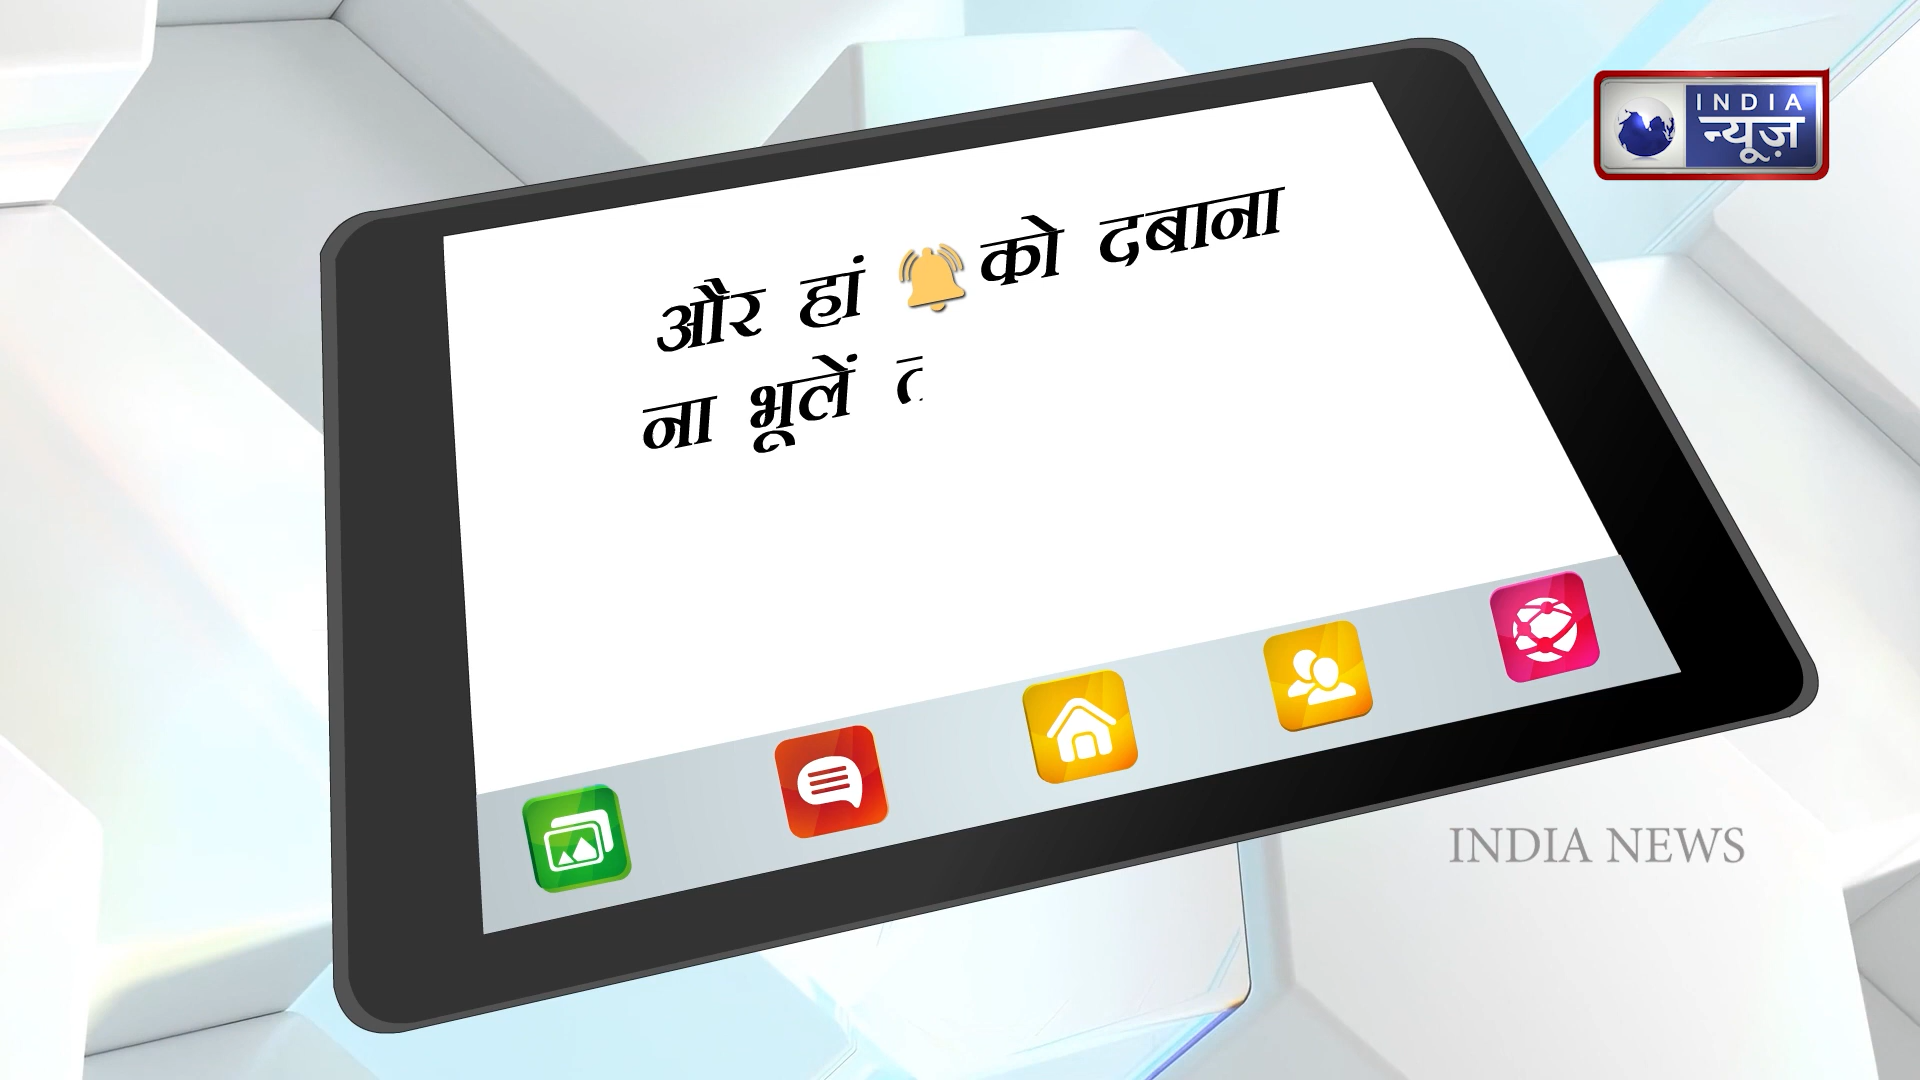 INDIA
न्यूज़
और हां 🔔 को दबाना
ना भूलें
INDIA NEWS